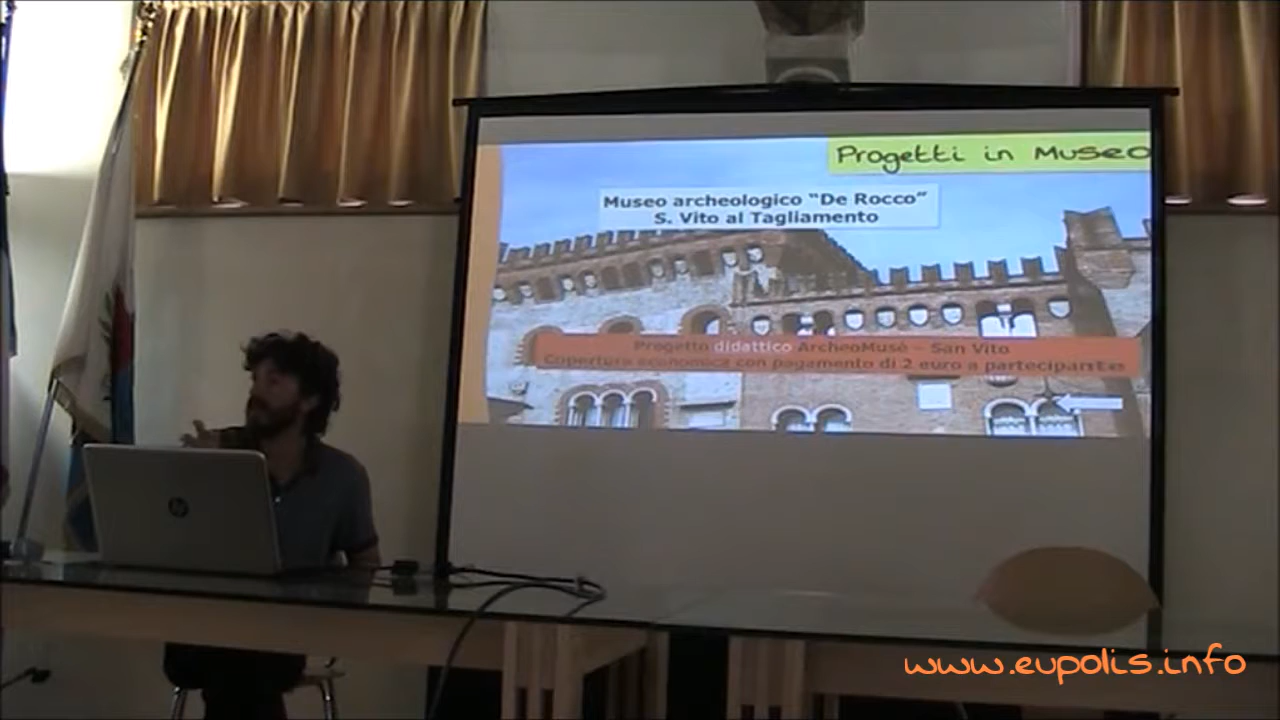 Progetti in Museo
Museo archeologico “De Rocco”
S. Vito al Tagliamento
Progetto didattico ArcheoMusé – San Vito
Copertura economica con pagamento di 2 euro a partecipante
hp
www.eupolis.info